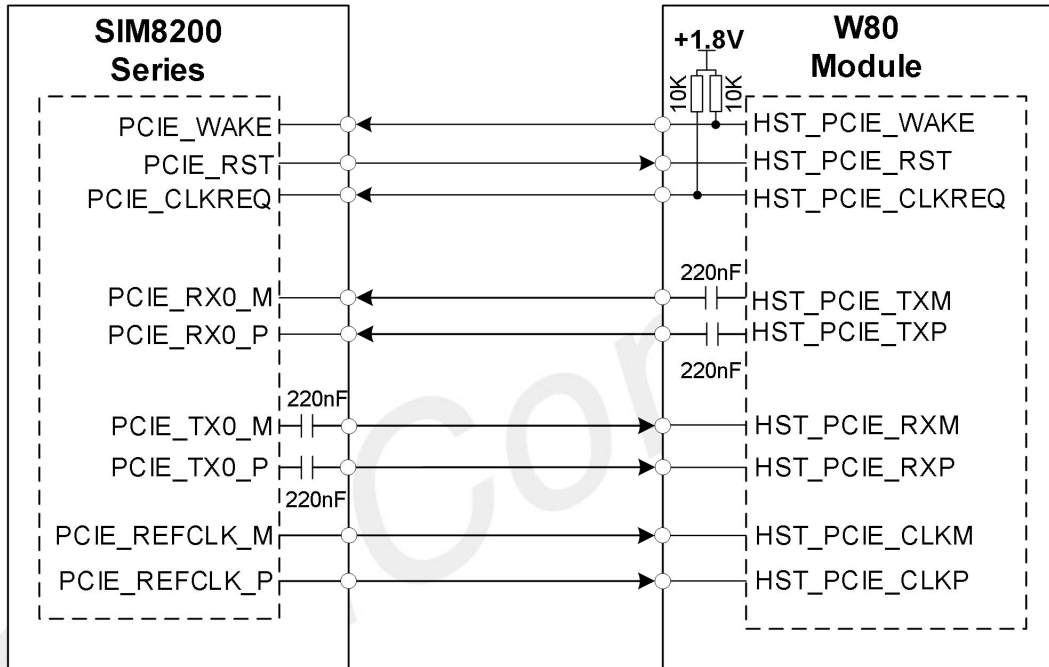 SIM8200
Series
W80
Module
+1.8V
10K
10K
PCIE_WAKE
HST_PCIE_WAKE
PCIE_RST
HST_PCIE_RST
PCIE_CLKREQ
HST_PCIE_CLKREQ
220nF
PCIE_RX0_M
HST_PCIE_TXM
PCIE_RX0_P
HST_PCIE_TXP
220nF
220nF
PCIE_TX0_M
HST_PCIE_RXM
PCIE_TX0_P
HST_PCIE_RXP
220nF
PCIE_REFCLK_M
HST_PCIE_CLKM
PCIE_REFCLK_P
HST_PCIE_CLKP